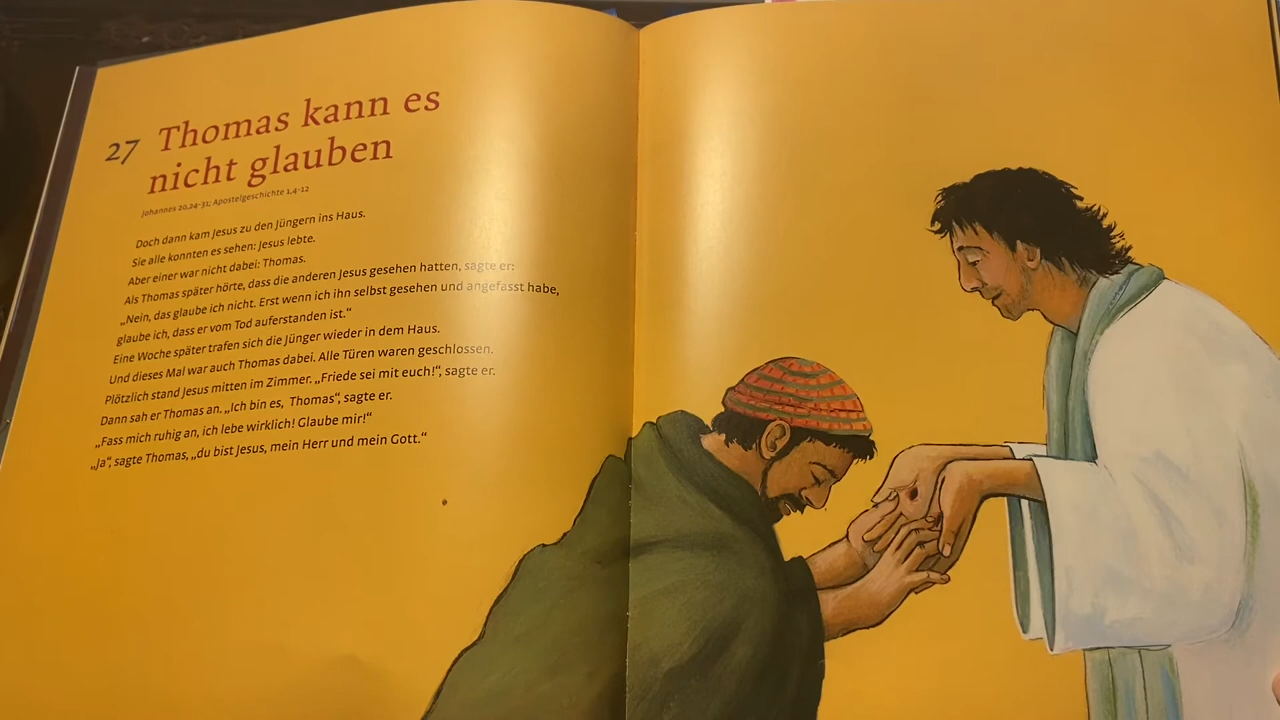 27 Thomas kann es
nicht glauben
Johannes 20,24-31; Apostelgeschichte 1,4-12
Doch dann kam Jesus zu den Jüngern ins Haus.
Sie alle konnten es sehen: Jesus lebte.
Aber einer war nicht dabei: Thomas.
Als Thomas später hörte, dass die anderen Jesus gesehen hatten, sagte er:
„Nein, das glaube ich nicht. Erst wenn ich ihn selbst gesehen und angefasst habe,
glaube ich, dass er vom Tod auferstanden ist.“
Eine Woche später trafen sich die Jünger wieder in dem Haus.
Und dieses Mal war auch Thomas dabei. Alle Türen waren geschlossen.
Plötzlich stand Jesus mitten im Zimmer. „Friede sei mit euch!“, sagte er.
Dann sah er Thomas an. „Ich bin es, Thomas“, sagte er.
„Fass mich ruhig an, ich lebe wirklich! Glaube mir!“
„Ja“, sagte Thomas, „du bist Jesus, mein Herr und mein Gott.“